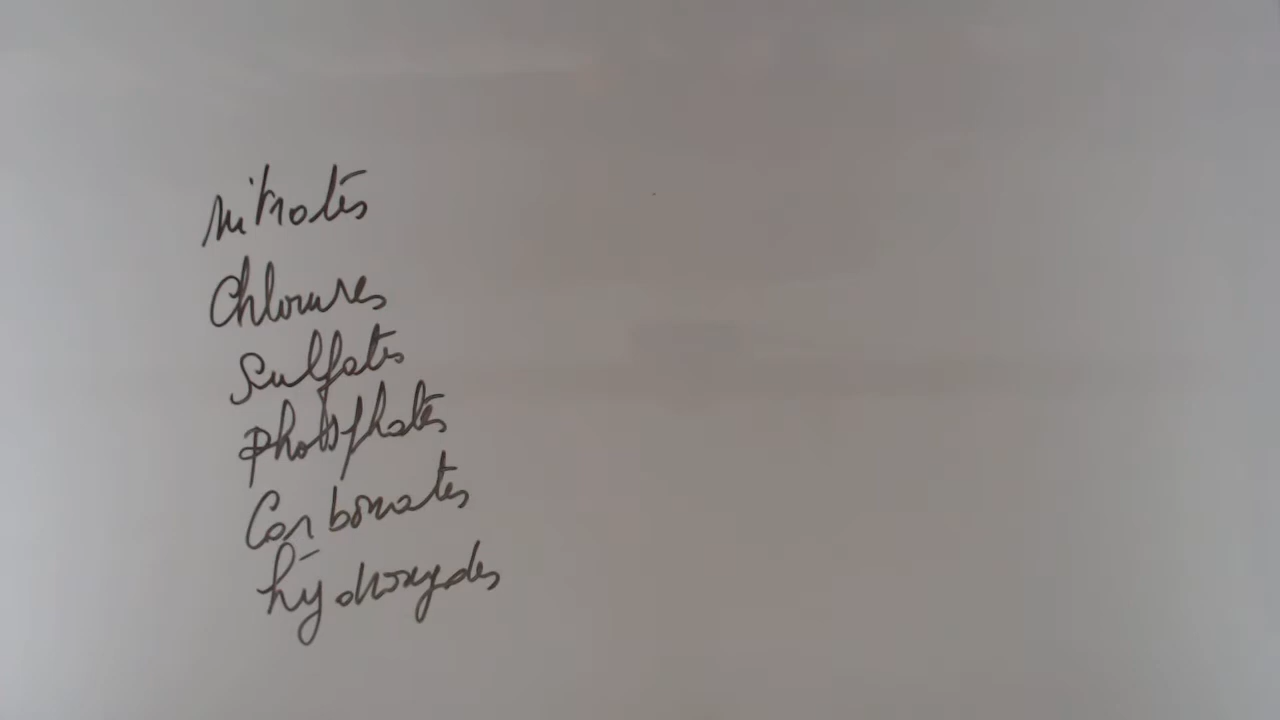 nitrates
Chlorures
Sulfates
phosphates
Carbonates
hydroxydes